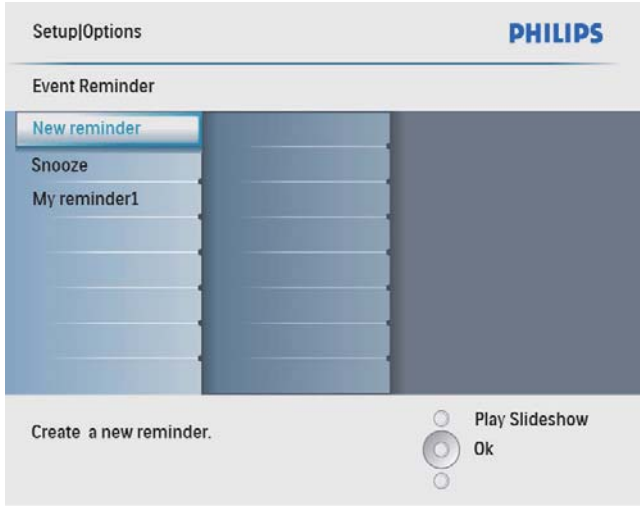 Setup|Options
PHILIPS
Event Reminder
New reminder
Snooze
My reminder1
Create a new reminder.
Play Slideshow
Ok